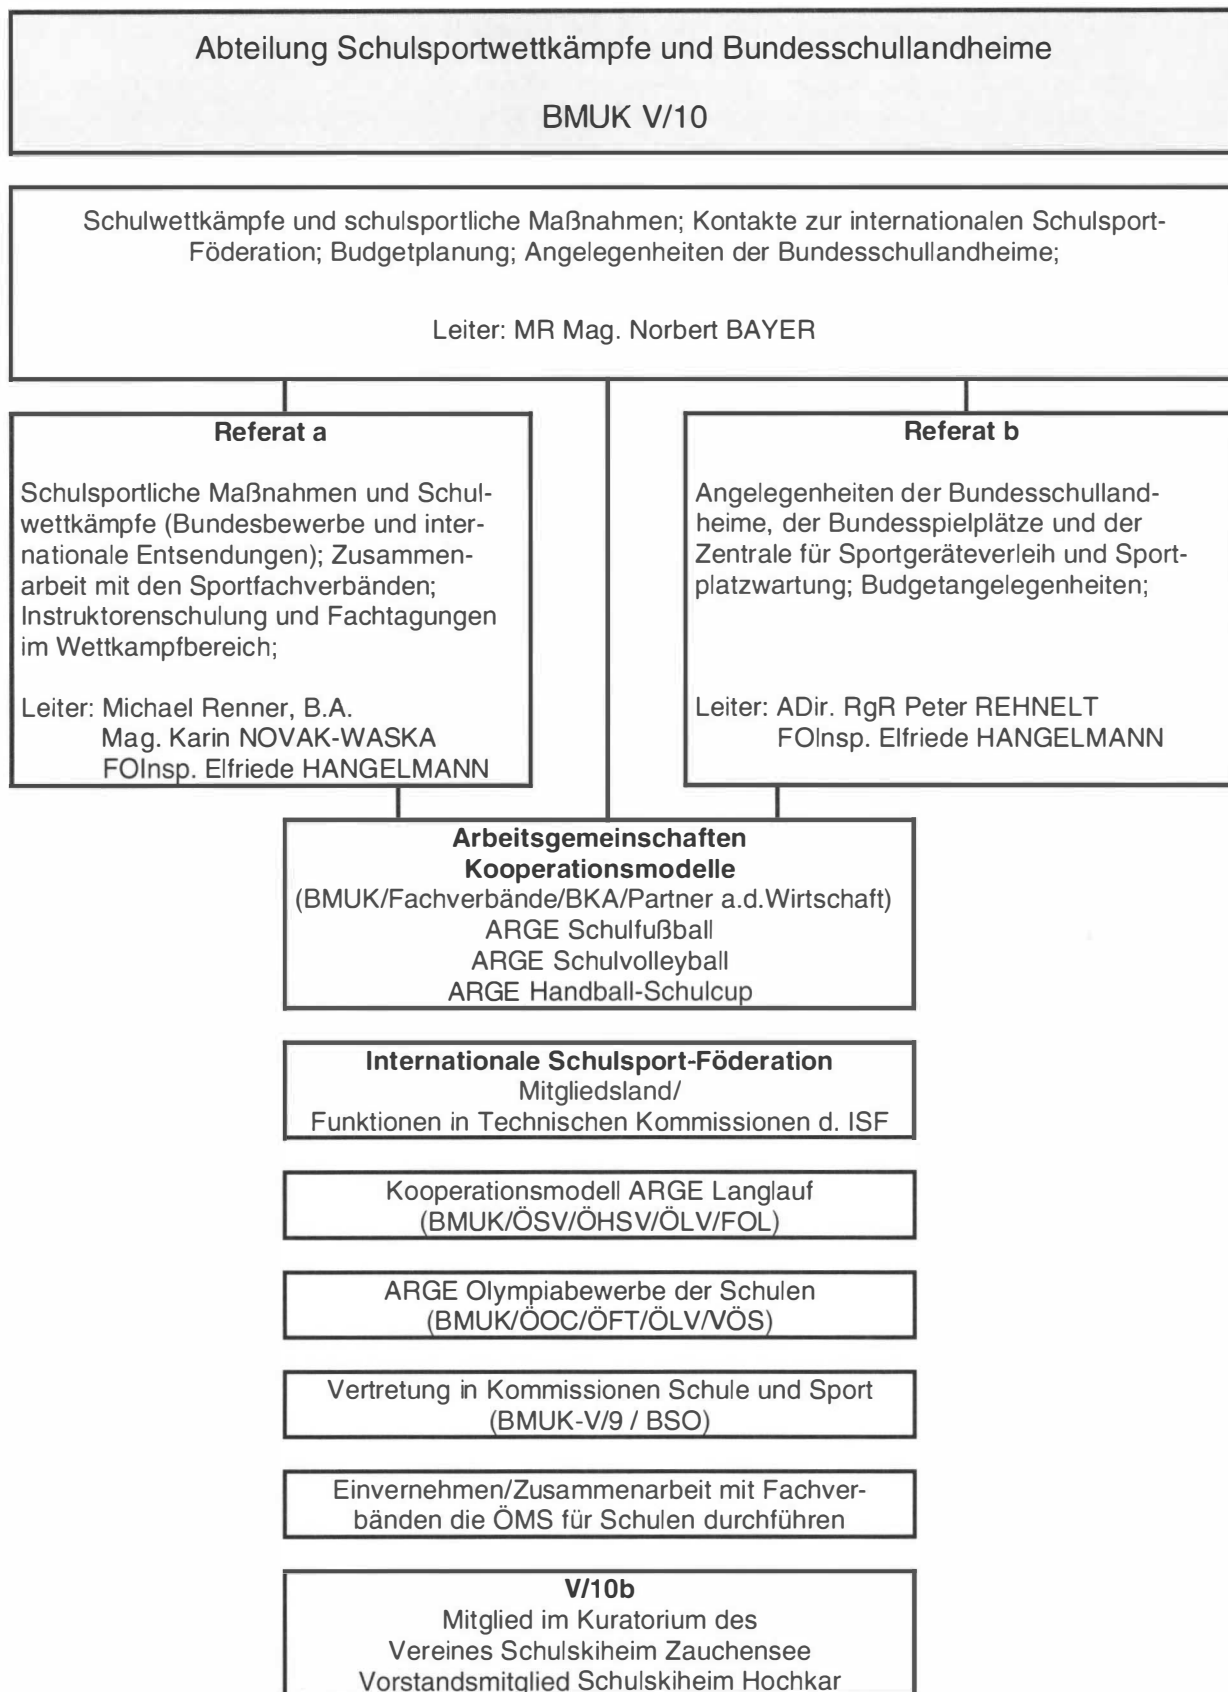 Abteilung Schulsportwettkämpfe und Bundesschullandheime
BMUK V/10
Schulwettkämpfe und schulsportliche Maßnahmen; Kontakte zur internationalen Schulsport-
Föderation; Budgetplanung; Angelegenheiten der Bundesschullandheime;
Leiter: MR Mag. Norbert BAYER
Referat a
Schulsportliche Maßnahmen und Schul-
wettkämpfe (Bundesbewerbe und inter-
nationale Entsendungen); Zusammen-
arbeit mit den Sportfachverbänden;
Instruktorenschulung und Fachtagungen
im Wettkampfbereich;
Leiter: Michael Renner, B.A.
Mag. Karin NOVAK-WASKA
FOInsp. Elfriede HANGELMANN
Referat b
Angelegenheiten der Bundesschulland-
heime, der Bundesspielplätze und der
Zentrale für Sportgeräteverleih und Sport-
platzwartung; Budgetangelegenheiten;
Leiter: ADir. RgR Peter REHNELT
FOInsp. Elfriede HANGELMANN
Arbeitsgemeinschaften
Kooperationsmodelle
(BMUK/Fachverbände/BKA/Partner a.d.Wirtschaft)
ARGE Schulfußball
ARGE Schulvolleyball
ARGE Handball-Schulcup
Internationale Schulsport-Föderation
Mitgliedsland/
Funktionen in Technischen Kommissionen d. ISF
Kooperationsmodell ARGE Langlauf
(BMUK/ÖSV/ÖHSV/ÖLV/FOL)
ARGE Olympiabewerbe der Schulen
(BMUK/ÖOC/ÖFT/ÖLV/VÖS)
Vertretung in Kommissionen Schule und Sport
(BMUK-V/9 / BSO)
Einvernehmen/Zusammenarbeit mit Fachver-
bänden die ÖMS für Schulen durchführen
V/10b
Mitglied im Kuratorium des
Vereines Schulskiheim Zauchensee
Vorstandsmitglied Schulskiheim Hochkar